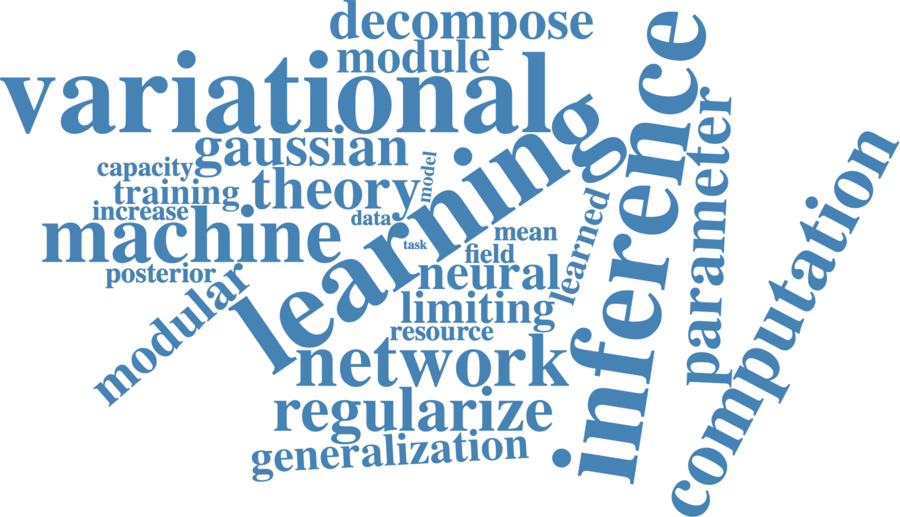 decompose
module
variational
gaussian
capacity
model
training
theory
increase
data
learning
machine
task
mean
field
posterior
neural
learned
inference
parameter
computation
modular
limiting
resource
network
regularize
generalization